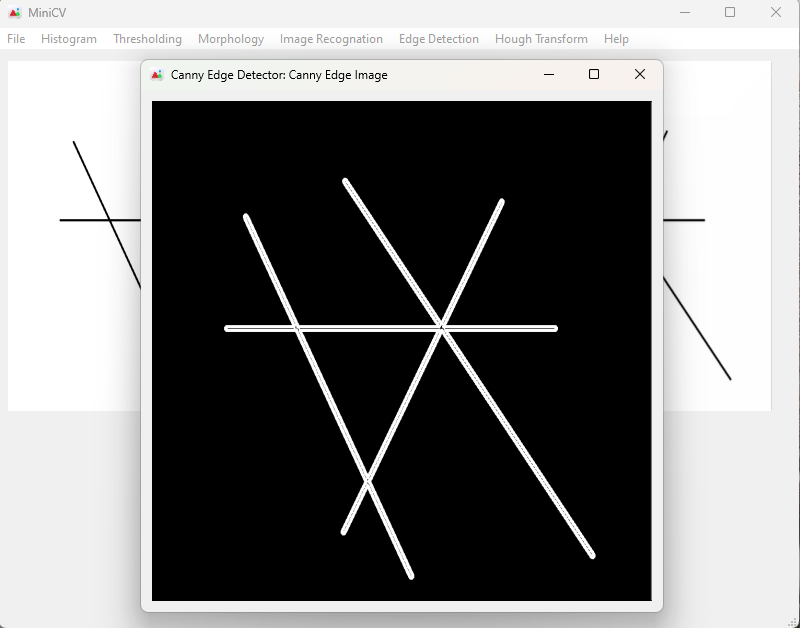 MiniCV
File Histogram Thresholding Morphology Image Recognation Edge Detection Hough Transform Help
Canny Edge Detector: Canny Edge Image